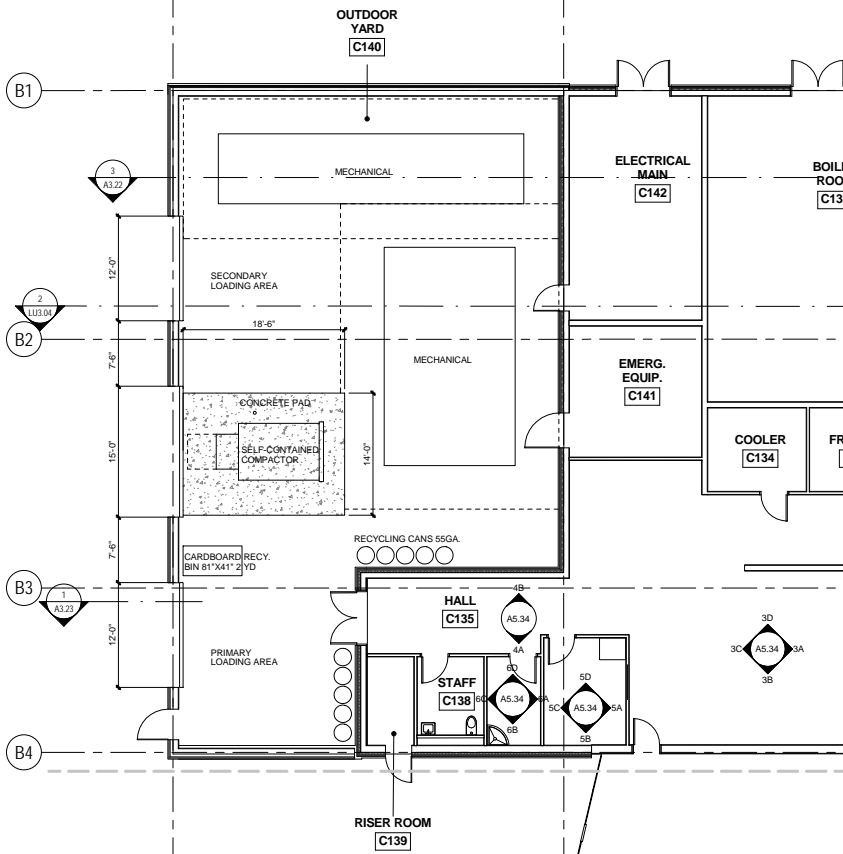 OUTDOOR
YARD
C140
B1
3
A3.22
MECHANICAL
ELECTRICAL
MAIN
C142
12'-0"
SECONDARY
LOADING AREA
2
LU3.04
B2
18'-6"
7'-6"
MECHANICAL
EMERG.
EQUIP.
C141
CONCRETE PAD
15'-0"
SELF-CONTAINED
COMPACTOR
14'-0"
COOLER
C134
7'-6"
RECYCLING CANS 55GA.
CARDBOARD RECY.
BIN 81"X41" 2 YD
B3
1
A3.23
12'-0"
HALL
C135
4B
A5.34
4A
3D
3C
A5.34
3A
3B
PRIMARY
LOADING AREA
STAFF
C138
6D
6C
A5.34
6A
6B
5D
5C
A5.34
5A
5B
B4
RISER ROOM
C139